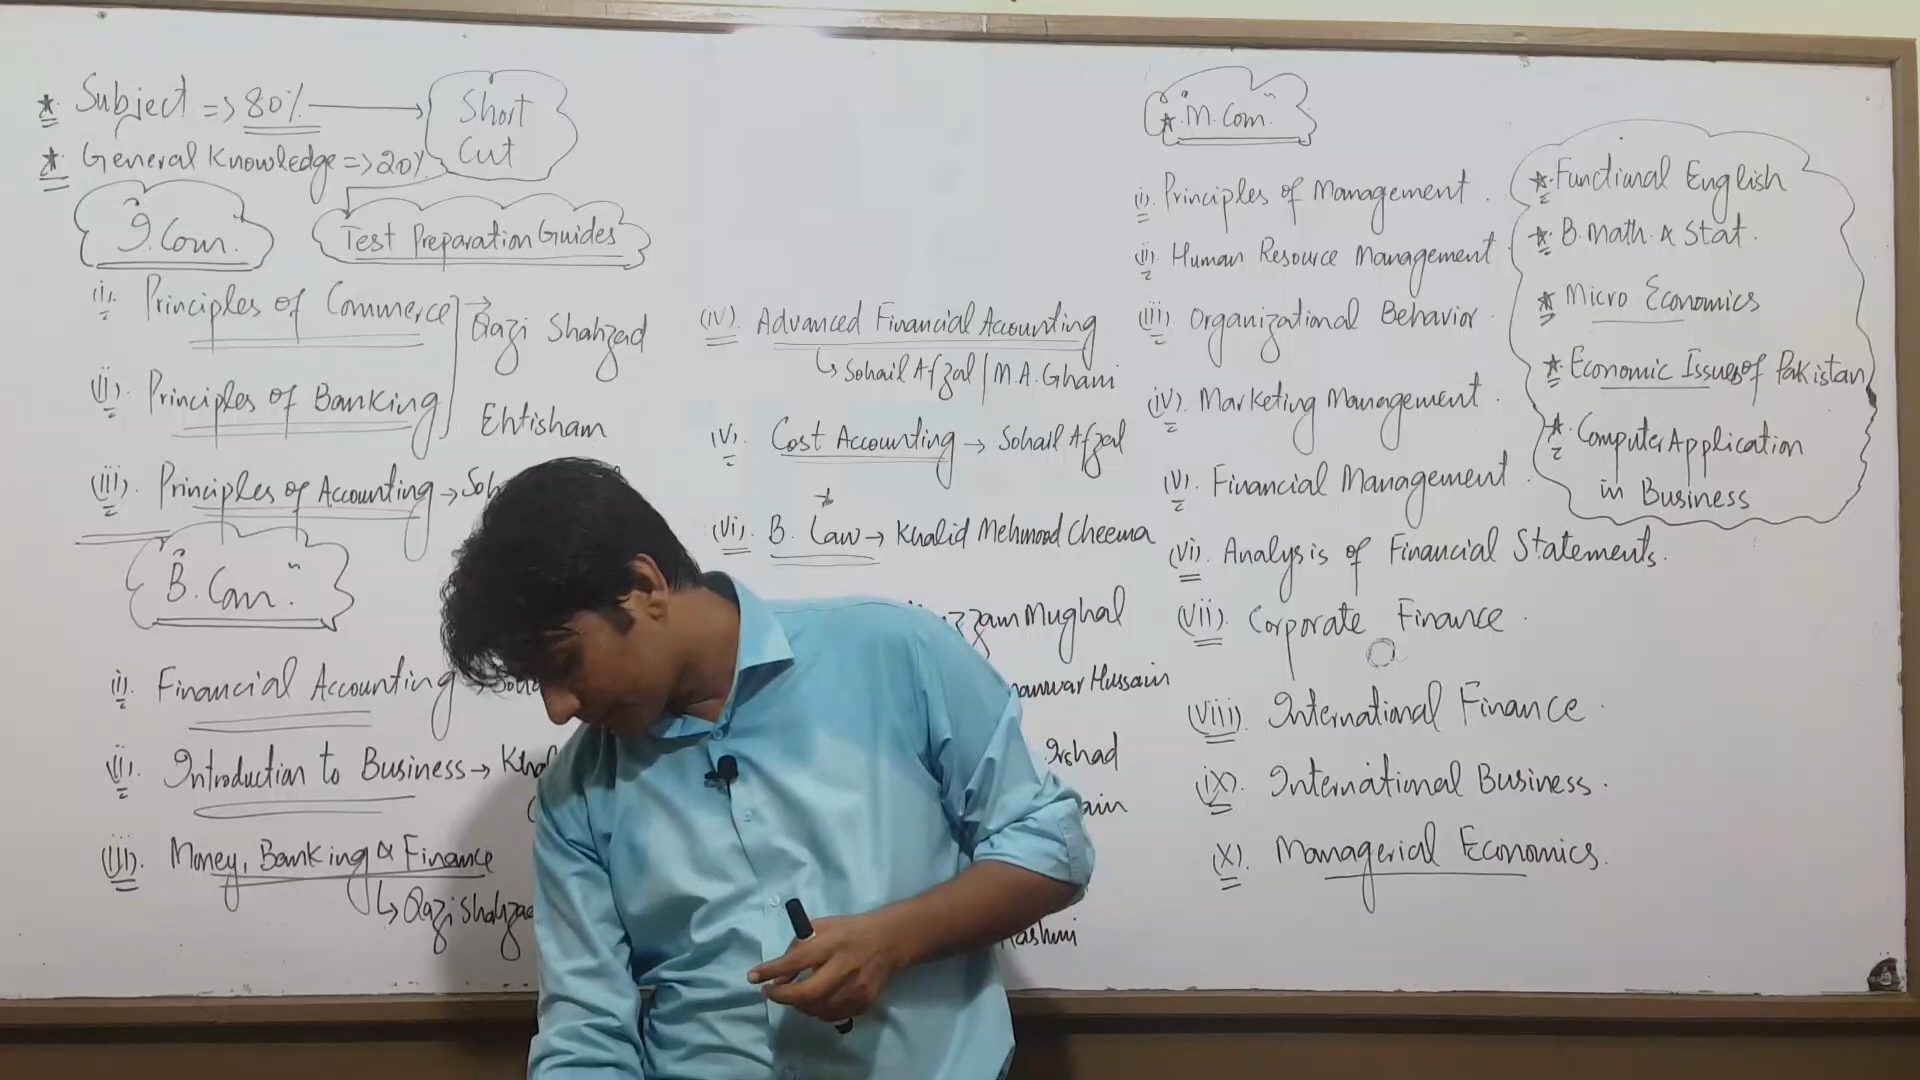 * Subject => 80% → Short Cut
* General Knowledge => 20%
"I.Com."
Test Preparation Guides
(i). Principles of Commerce → Qazi Shahzad
(ii). Principles of Banking Ehtisham
(iii). Principles of Accounting →
"B.Com."
(i). Financial Accounting →
(ii). Introduction to Business →
(iii). Money, Banking & Finance
↳ Qazi Shahzad
(iv). Advanced Financial Accounting
↳ Sohail Afzal | M.A. Ghani
(v). Cost Accounting → Sohail Afzal
(vi). B. Law → Khalid Mehmood Cheema
Mughal
Hussain
Irshad
"M.Com."
(i). Principles of Management.
(ii). Human Resource Management
(iii). Organizational Behavior.
(iv). Marketing Management.
(v). Financial Management.
(vi). Analysis of Financial Statements.
(vii). Corporate Finance.
(viii). International Finance.
(ix). International Business.
(x). Managerial Economics.
* Functional English
* B.Math. & Stat.
* Micro Economics
* Economic Issues of Pakistan
* Computer Application
in Business